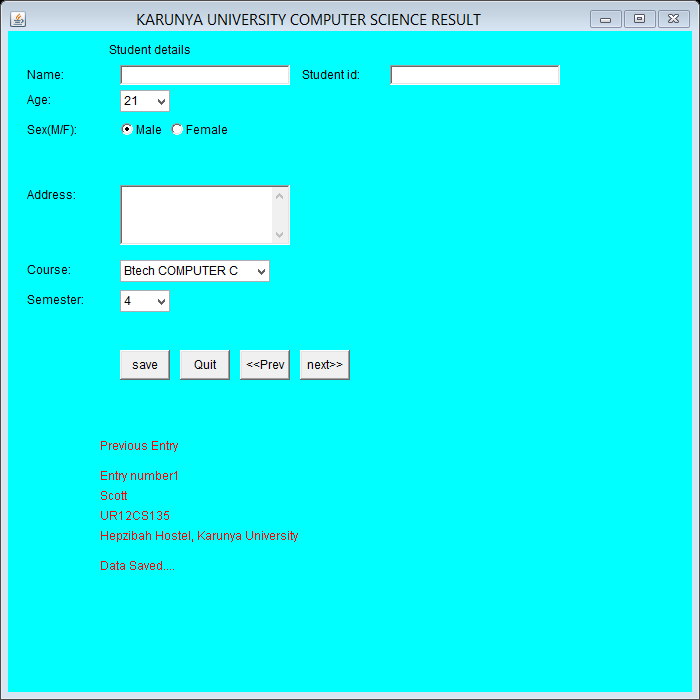 KARUNYA UNIVERSITY COMPUTER SCIENCE RESULT
Student details
Name: Student id:
Age: 21
Sex(M/F): Male Female
Address:
Course: Btech COMPUTER C
Semester: 4
save Quit <<Prev next>>
Previous Entry
Entry number1
Scott
UR12CS135
Hepzibah Hostel, Karunya University
Data Saved....